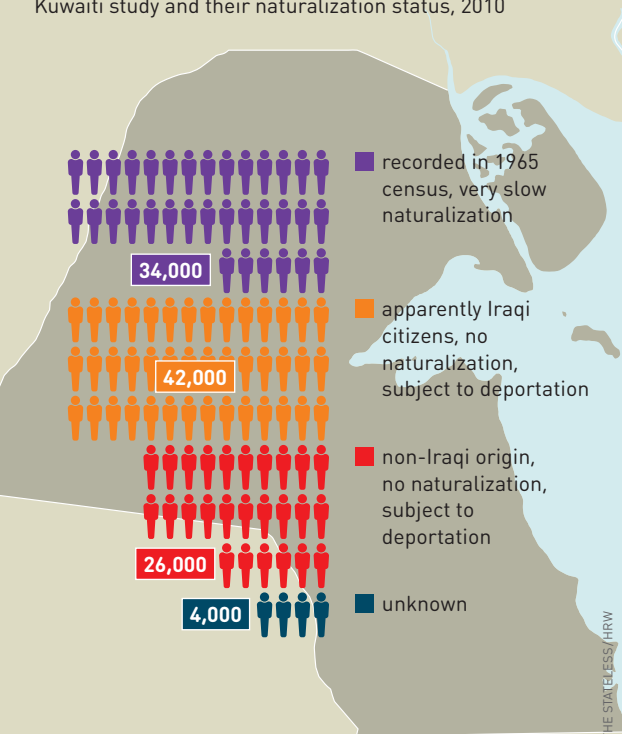 Kuwaiti study and their naturalization status, 2010
recorded in 1965
census, very slow
naturalization
34,000
apparently Iraqi
citizens, no
naturalization,
subject to deportation
42,000
non-Iraqi origin,
no naturalization,
subject to
deportation
26,000
4,000
unknown
HE STATELESS/HRW